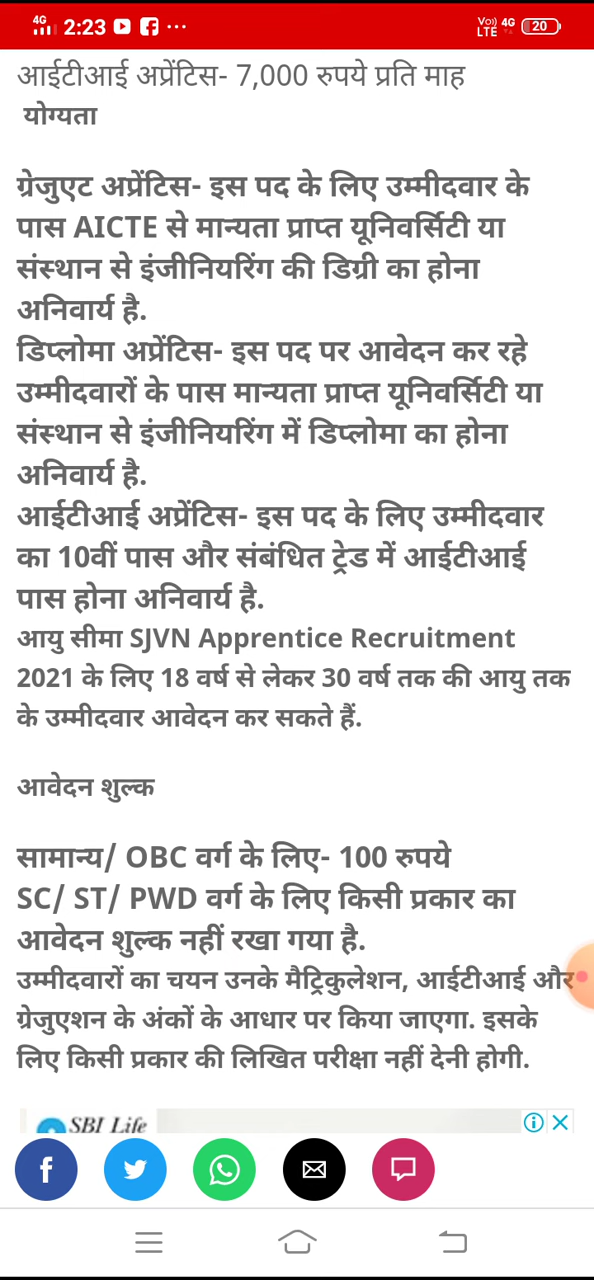 4G 2:23 ... Vo)) LTE 4G 20
आईटीआई अप्रेंटिस- 7,000 रुपये प्रति माह
योग्यता
ग्रेजुएट अप्रेंटिस- इस पद के लिए उम्मीदवार के
पास AICTE से मान्यता प्राप्त यूनिवर्सिटी या
संस्थान से इंजीनियरिंग की डिग्री का होना
अनिवार्य है.
डिप्लोमा अप्रेंटिस- इस पद पर आवेदन कर रहे
उम्मीदवारों के पास मान्यता प्राप्त यूनिवर्सिटी या
संस्थान से इंजीनियरिंग में डिप्लोमा का होना
अनिवार्य है.
आईटीआई अप्रेंटिस- इस पद के लिए उम्मीदवार
का 10वीं पास और संबंधित ट्रेड में आईटीआई
पास होना अनिवार्य है.
आयु सीमा SJVN Apprentice Recruitment
2021 के लिए 18 वर्ष से लेकर 30 वर्ष तक की आयु तक
के उम्मीदवार आवेदन कर सकते हैं.
आवेदन शुल्क
सामान्य/ OBC वर्ग के लिए- 100 रुपये
SC/ ST/ PWD वर्ग के लिए किसी प्रकार का
आवेदन शुल्क नहीं रखा गया है.
उम्मीदवारों का चयन उनके मैट्रिकुलेशन, आईटीआई और
ग्रेजुएशन के अंकों के आधार पर किया जाएगा. इसके
लिए किसी प्रकार की लिखित परीक्षा नहीं देनी होगी.
SBI Life